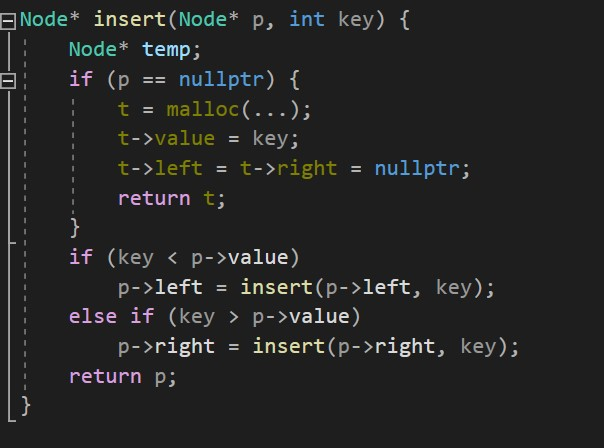 Node* insert(Node* p, int key) {
    Node* temp;
    if (p == nullptr) {
        t = malloc(...);
        t->value = key;
        t->left = t->right = nullptr;
        return t;
    }
    if (key < p->value)
        p->left = insert(p->left, key);
    else if (key > p->value)
        p->right = insert(p->right, key);
    return p;
}